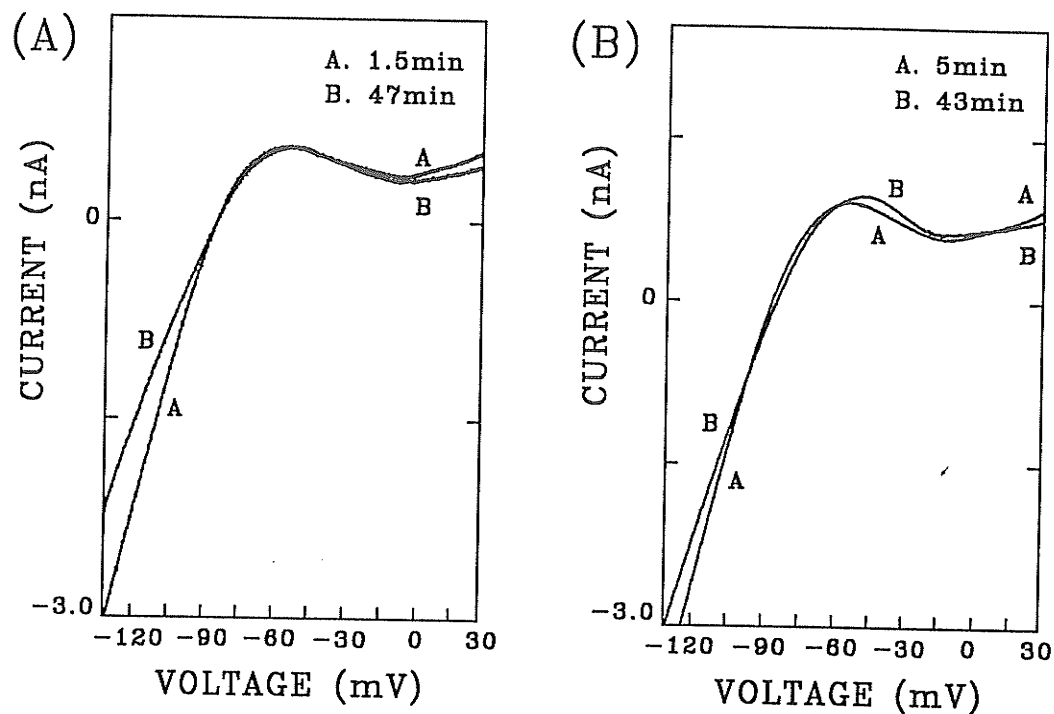 (A)
A. 1.5min
B. 47min
CURRENT (nA)
0
-3.0
A
B
B
A
-120 -90 -60 -30 0 30
VOLTAGE (mV)
(B)
A. 5min
B. 43min
CURRENT (nA)
0
-3.0
B
A
A
B
B
A
-120 -90 -60 -30 0 30
VOLTAGE (mV)